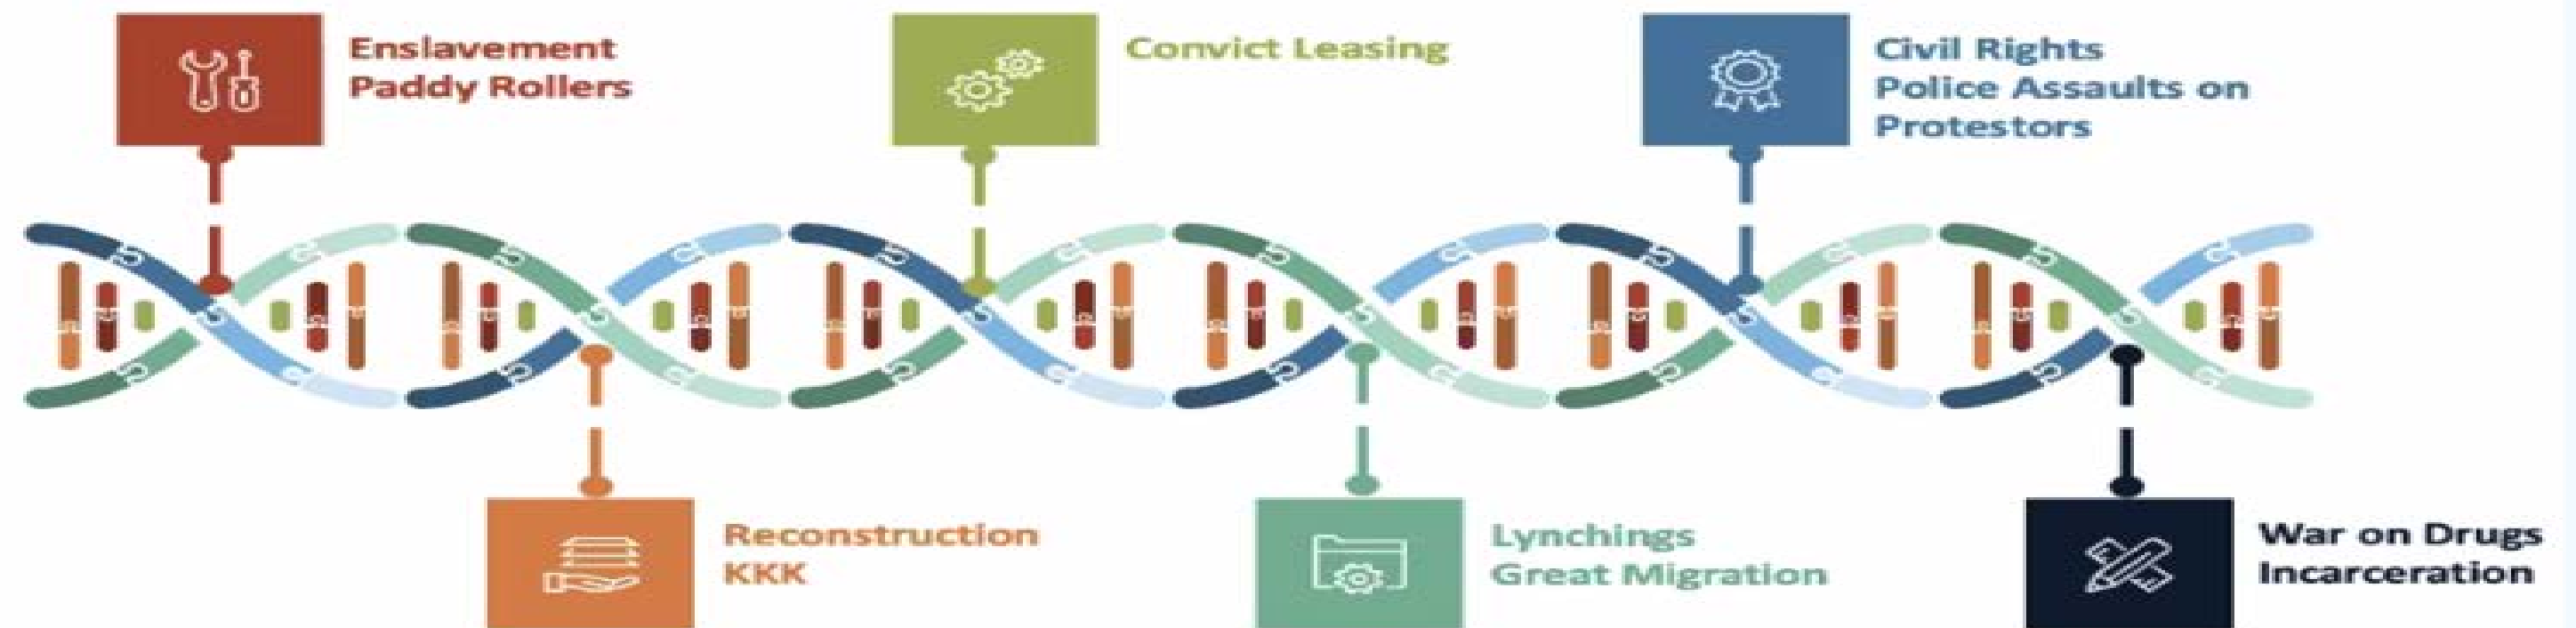 Enslavement
Paddy Rollers
Convict Leasing
Civil Rights
Police Assaults on
Protestors
Reconstruction
KKK
Lynchings
Great Migration
War on Drugs
Incarceration